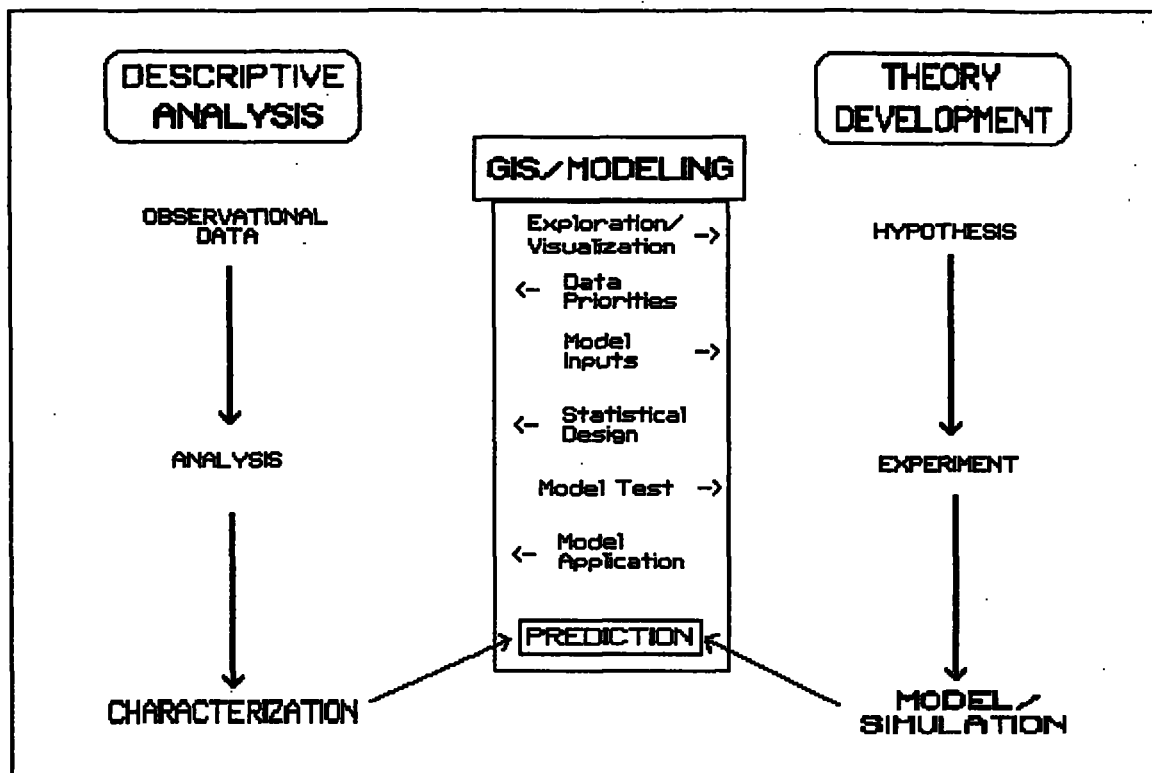 DESCRIPTIVE
ANALYSIS
OBSERVATIONAL
DATA
ANALYSIS
CHARACTERIZATION
GIS/MODELING
Exploration/
Visualization ->
<- Data
Priorities
Model
Inputs ->
<- Statistical
Design
Model Test ->
<- Model
Application
PREDICTION
THEORY
DEVELOPMENT
HYPOTHESIS
EXPERIMENT
MODEL/
SIMULATION